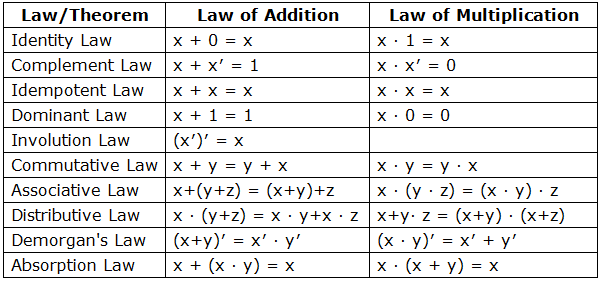 Law/Theorem Law of Addition Law of Multiplication
Identity Law x + 0 = x x · 1 = x
Complement Law x + x′ = 1 x · x′ = 0
Idempotent Law x + x = x x · x = x
Dominant Law x + 1 = 1 x · 0 = 0
Involution Law (x′)′ = x
Commutative Law x + y = y + x x · y = y · x
Associative Law x+(y+z) = (x+y)+z x · (y · z) = (x · y) · z
Distributive Law x · (y+z) = x · y+x · z x+y· z = (x+y) · (x+z)
Demorgan's Law (x+y)′ = x′ · y′ (x · y)′ = x′ + y′
Absorption Law x + (x · y) = x x · (x + y) = x